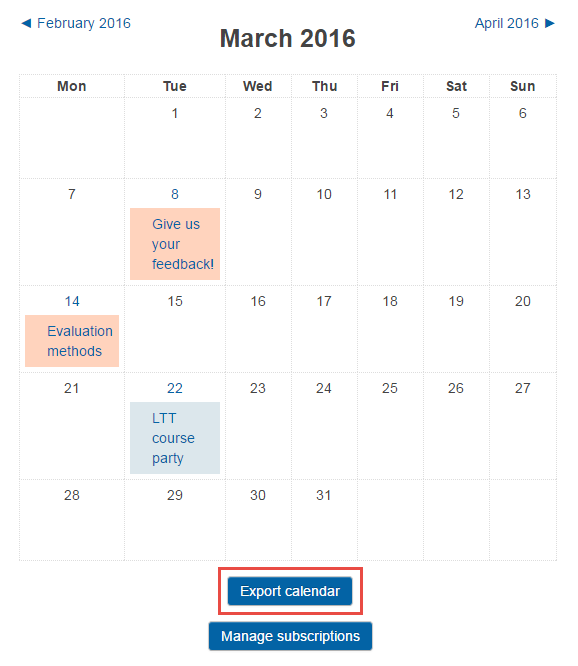 ◄ February 2016
March 2016
April 2016 ►
Mon Tue Wed Thu Fri Sat Sun
1 2 3 4 5 6
7 8 9 10 11 12 13
Give us
your
feedback!
14 15 16 17 18 19 20
Evaluation
methods
21 22 23 24 25 26 27
LTT
course
party
28 29 30 31
Export calendar
Manage subscriptions